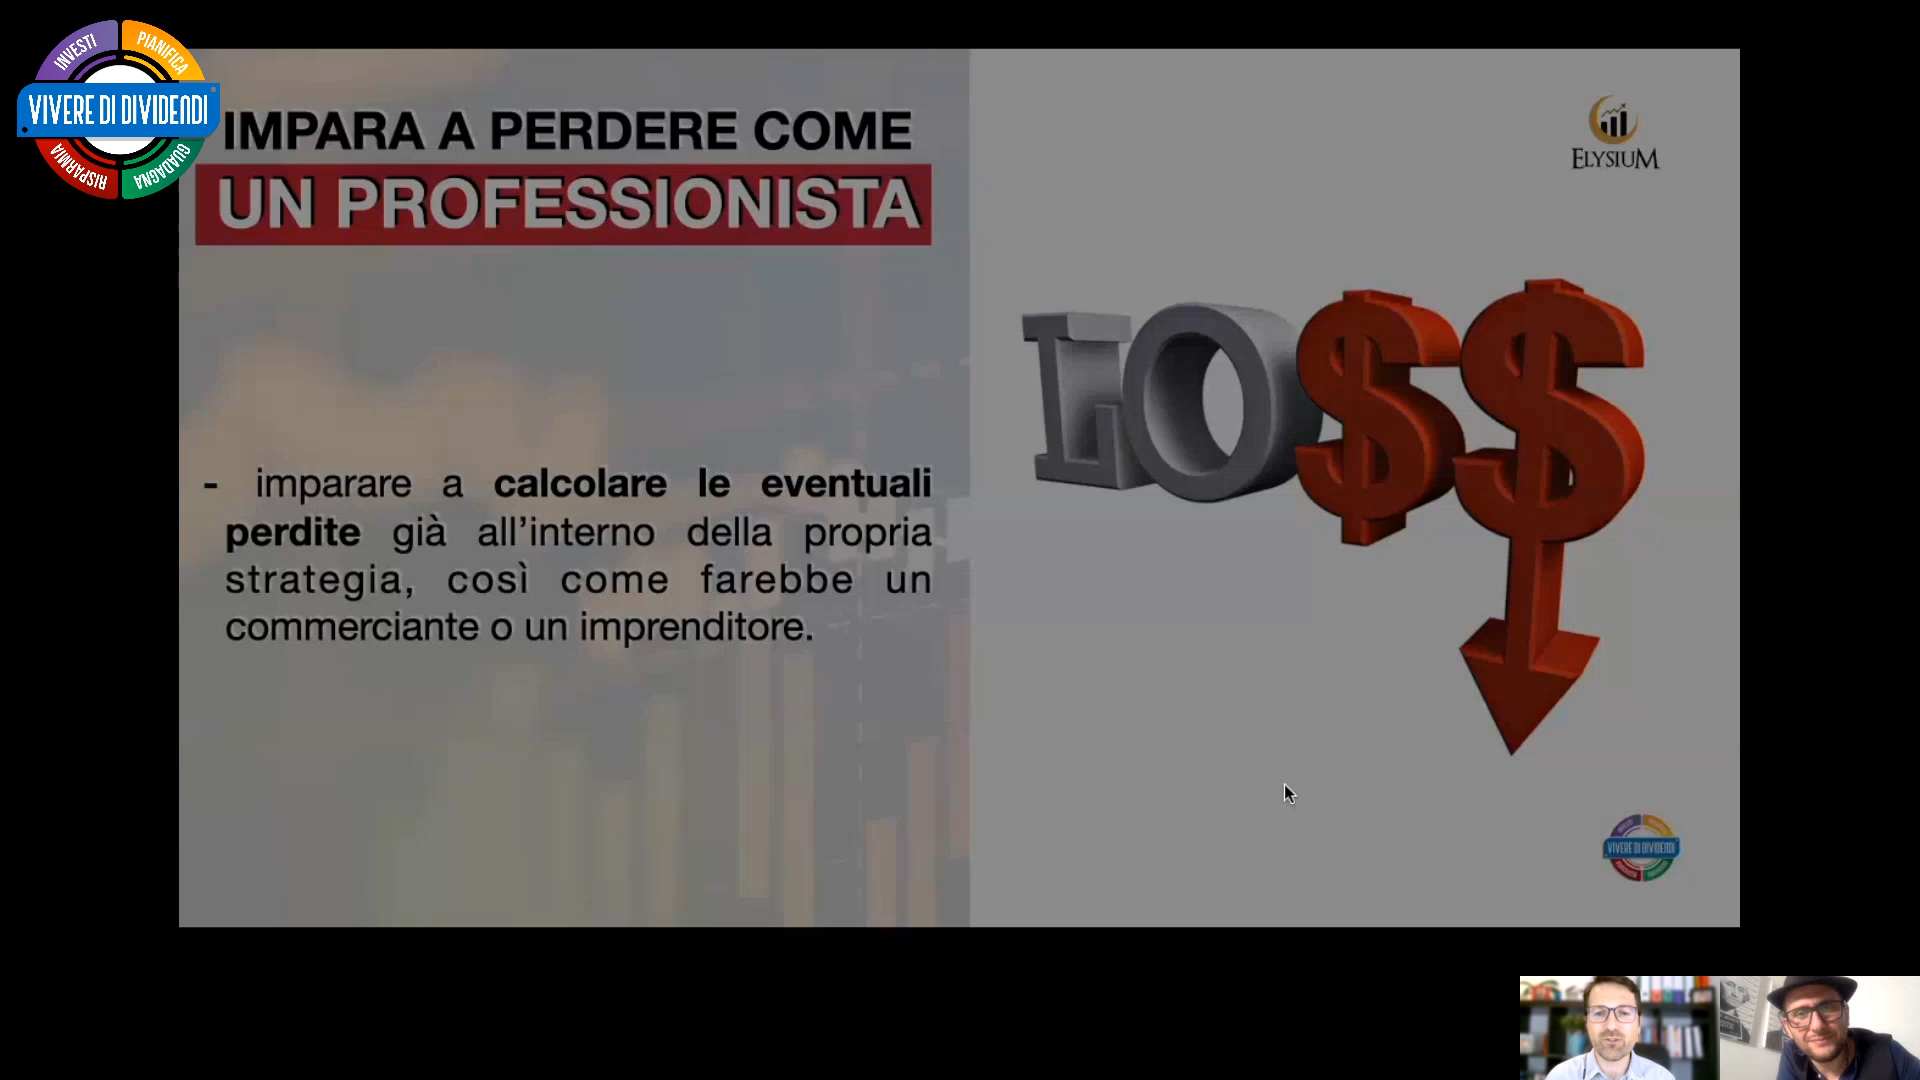 INVESTI
PIANIFICA
VIVERE DI DIVIDENDI
RISPARMIA
GUADAGNA
IMPARA A PERDERE COME
UN PROFESSIONISTA
ELYSIUM
LO$$
- imparare a calcolare le eventuali
perdite già all’interno della propria
strategia, così come farebbe un
commerciante o un imprenditore.
VIVERE DI DIVIDENDI